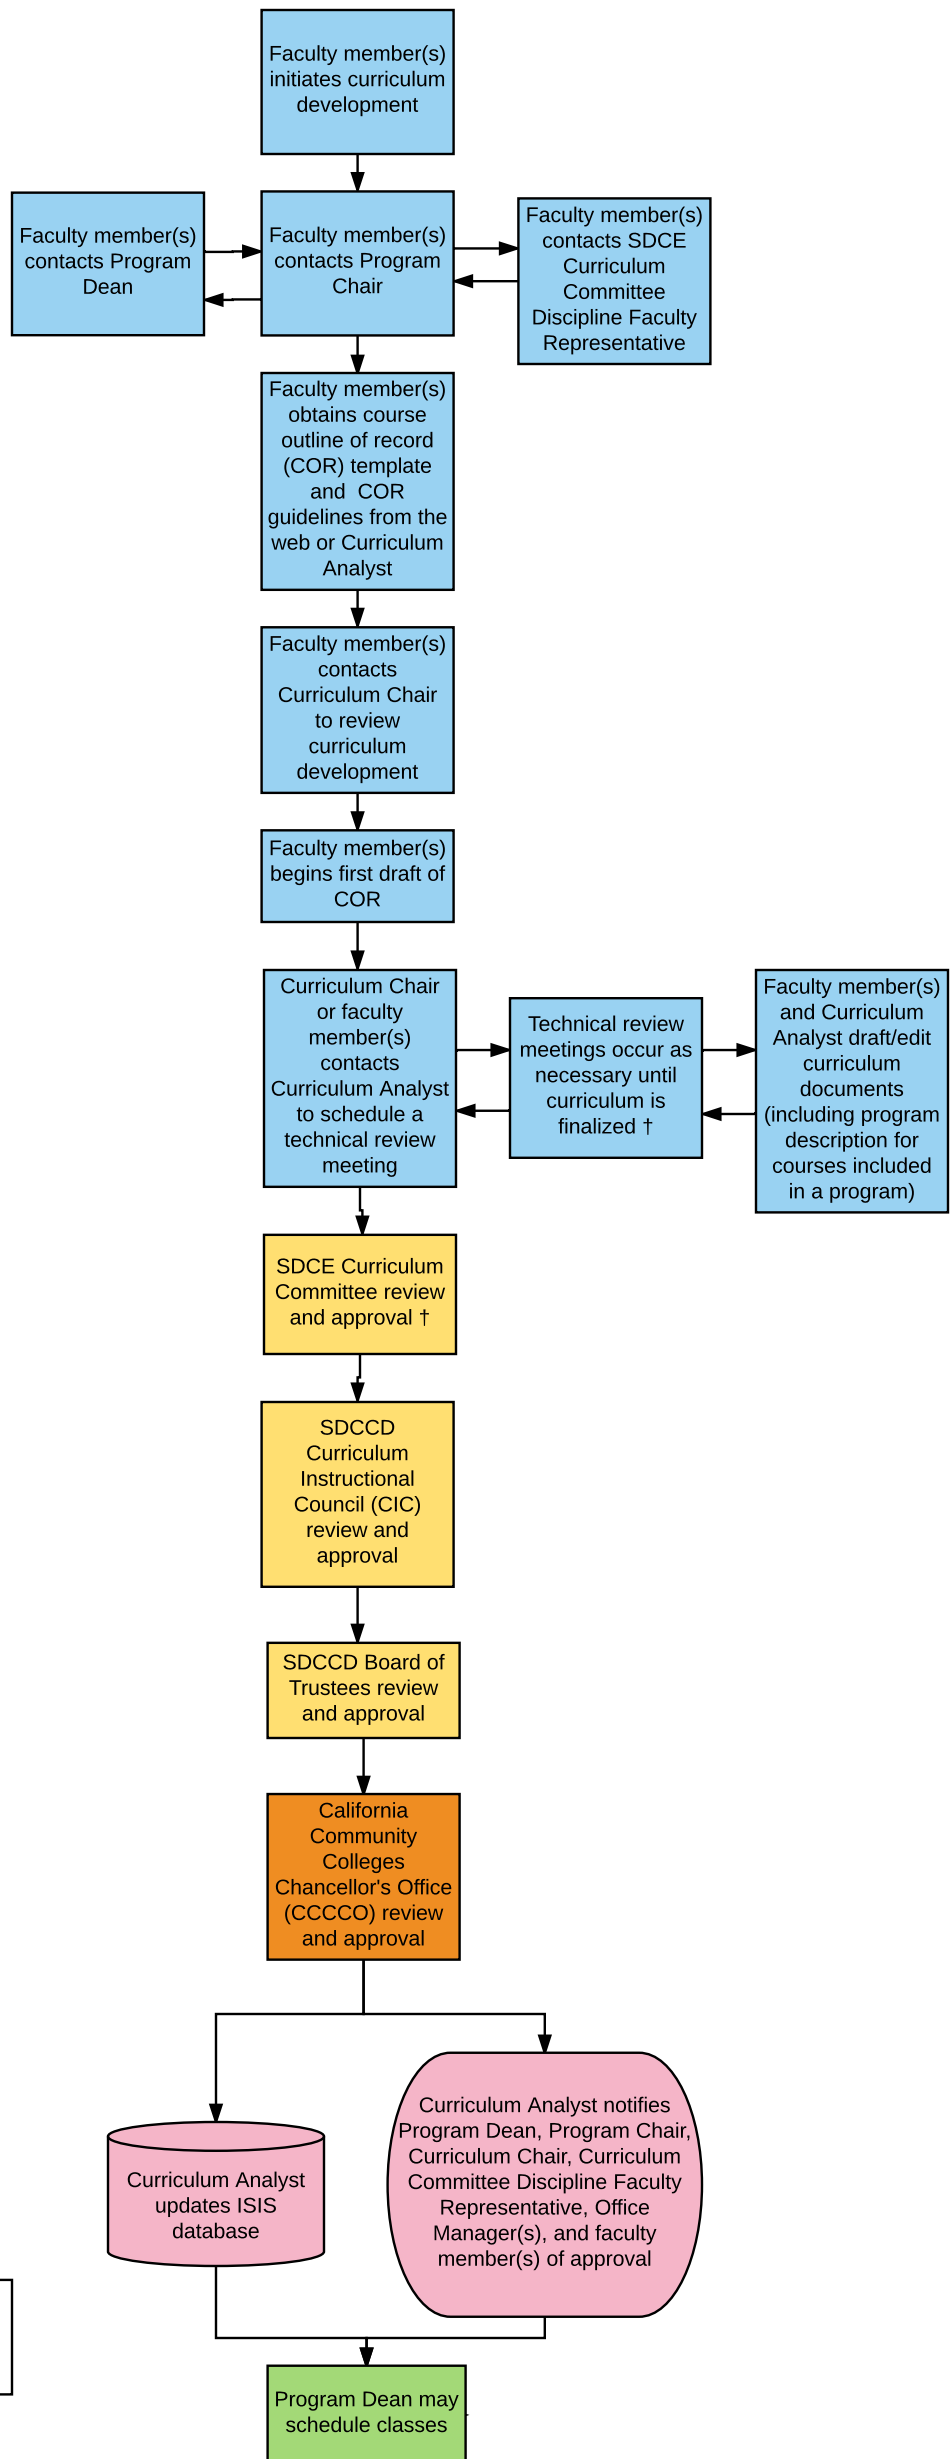 Faculty member(s)
initiates curriculum
development
Faculty member(s)
contacts Program
Dean
Faculty member(s)
contacts Program
Chair
Faculty member(s)
contacts SDCE
Curriculum
Committee
Discipline Faculty
Representative
Faculty member(s)
obtains course
outline of record
(COR) template
and COR
guidelines from the
web or Curriculum
Analyst
Faculty member(s)
contacts
Curriculum Chair
to review
curriculum
development
Faculty member(s)
begins first draft of
COR
Curriculum Chair
or faculty
member(s)
contacts
Curriculum Analyst
to schedule a
technical review
meeting
Technical review
meetings occur as
necessary until
curriculum is
finalized †
Faculty member(s)
and Curriculum
Analyst draft/edit
curriculum
documents
(including program
description for
courses included
in a program)
SDCE Curriculum
Committee review
and approval †
SDCCD
Curriculum
Instructional
Council (CIC)
review and
approval
SDCCD Board of
Trustees review
and approval
California
Community
Colleges
Chancellor's Office
(CCCCO) review
and approval
Curriculum Analyst
updates ISIS
database
Curriculum Analyst notifies
Program Dean, Program Chair,
Curriculum Chair, Curriculum
Committee Discipline Faculty
Representative, Office
Manager(s), and faculty
member(s) of approval
Program Dean may
schedule classes